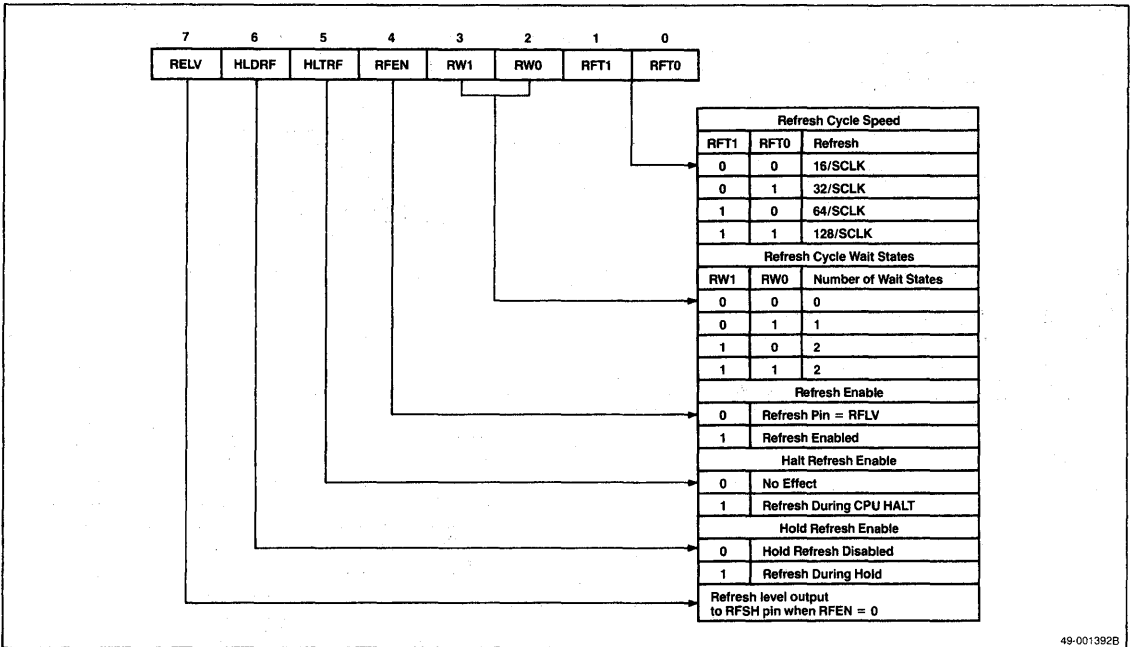 7 6 5 4 3 2 1 0
RELV HLDRF HLTRF RFEN RW1 RW0 RFT1 RFT0
Refresh Cycle Speed
RFT1 RFT0 Refresh
0 0 16/SCLK
0 1 32/SCLK
1 0 64/SCLK
1 1 128/SCLK
Refresh Cycle Wait States
RW1 RW0 Number of Wait States
0 0 0
0 1 1
1 0 2
1 1 2
Refresh Enable
0 Refresh Pin = RFLV
1 Refresh Enabled
Halt Refresh Enable
0 No Effect
1 Refresh During CPU HALT
Hold Refresh Enable
0 Hold Refresh Disabled
1 Refresh During Hold
Refresh level output
to RFSH pin when RFEN = 0
49-001392B